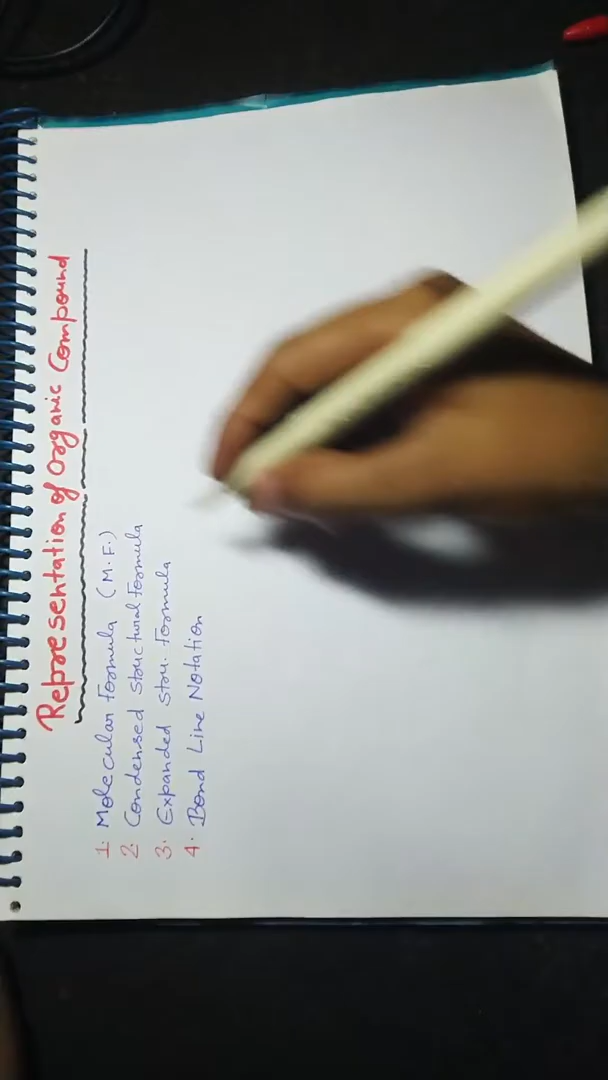 Representation of Organic Compound
1. Molecular Formula (M.F.)
2. Condensed structural Formula
3. Expanded stru. Formula
4. Bond Line Notation